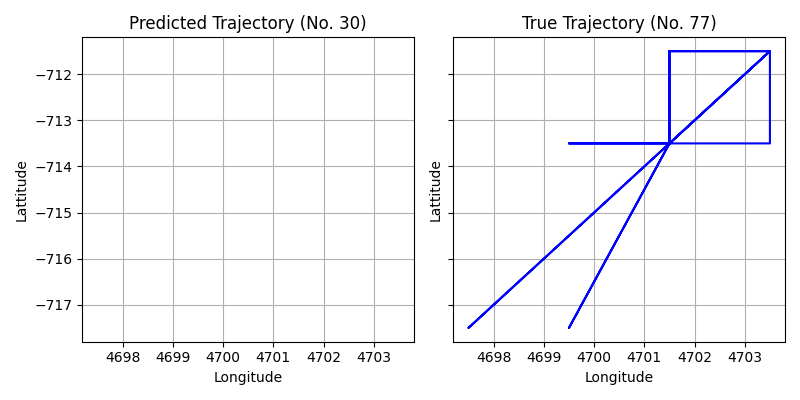 Predicted Trajectory (No. 30)
True Trajectory (No. 77)
−712
−713
−714
−715
−716
−717
Lattitude
Lattitude
4698 4699 4700 4701 4702 4703
4698 4699 4700 4701 4702 4703
Longitude
Longitude